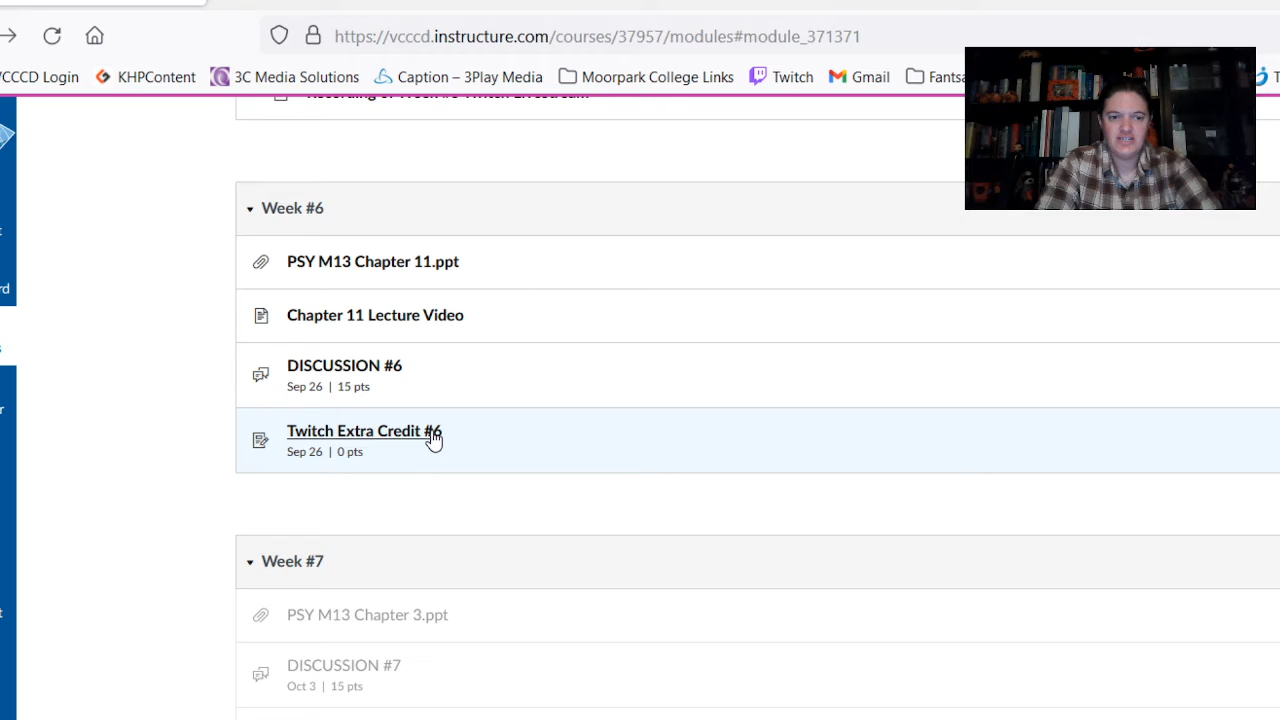 https://vcccd.instructure.com/courses/37957/modules#module_371371
VCCCD Login KHPContent 3C Media Solutions Caption – 3Play Media Moorpark College Links Twitch Gmail
Week #6
PSY M13 Chapter 11.ppt
Chapter 11 Lecture Video
DISCUSSION #6
Sep 26 | 15 pts
Twitch Extra Credit #6
Sep 26 | 0 pts
Week #7
PSY M13 Chapter 3.ppt
DISCUSSION #7
Oct 3 | 15 pts